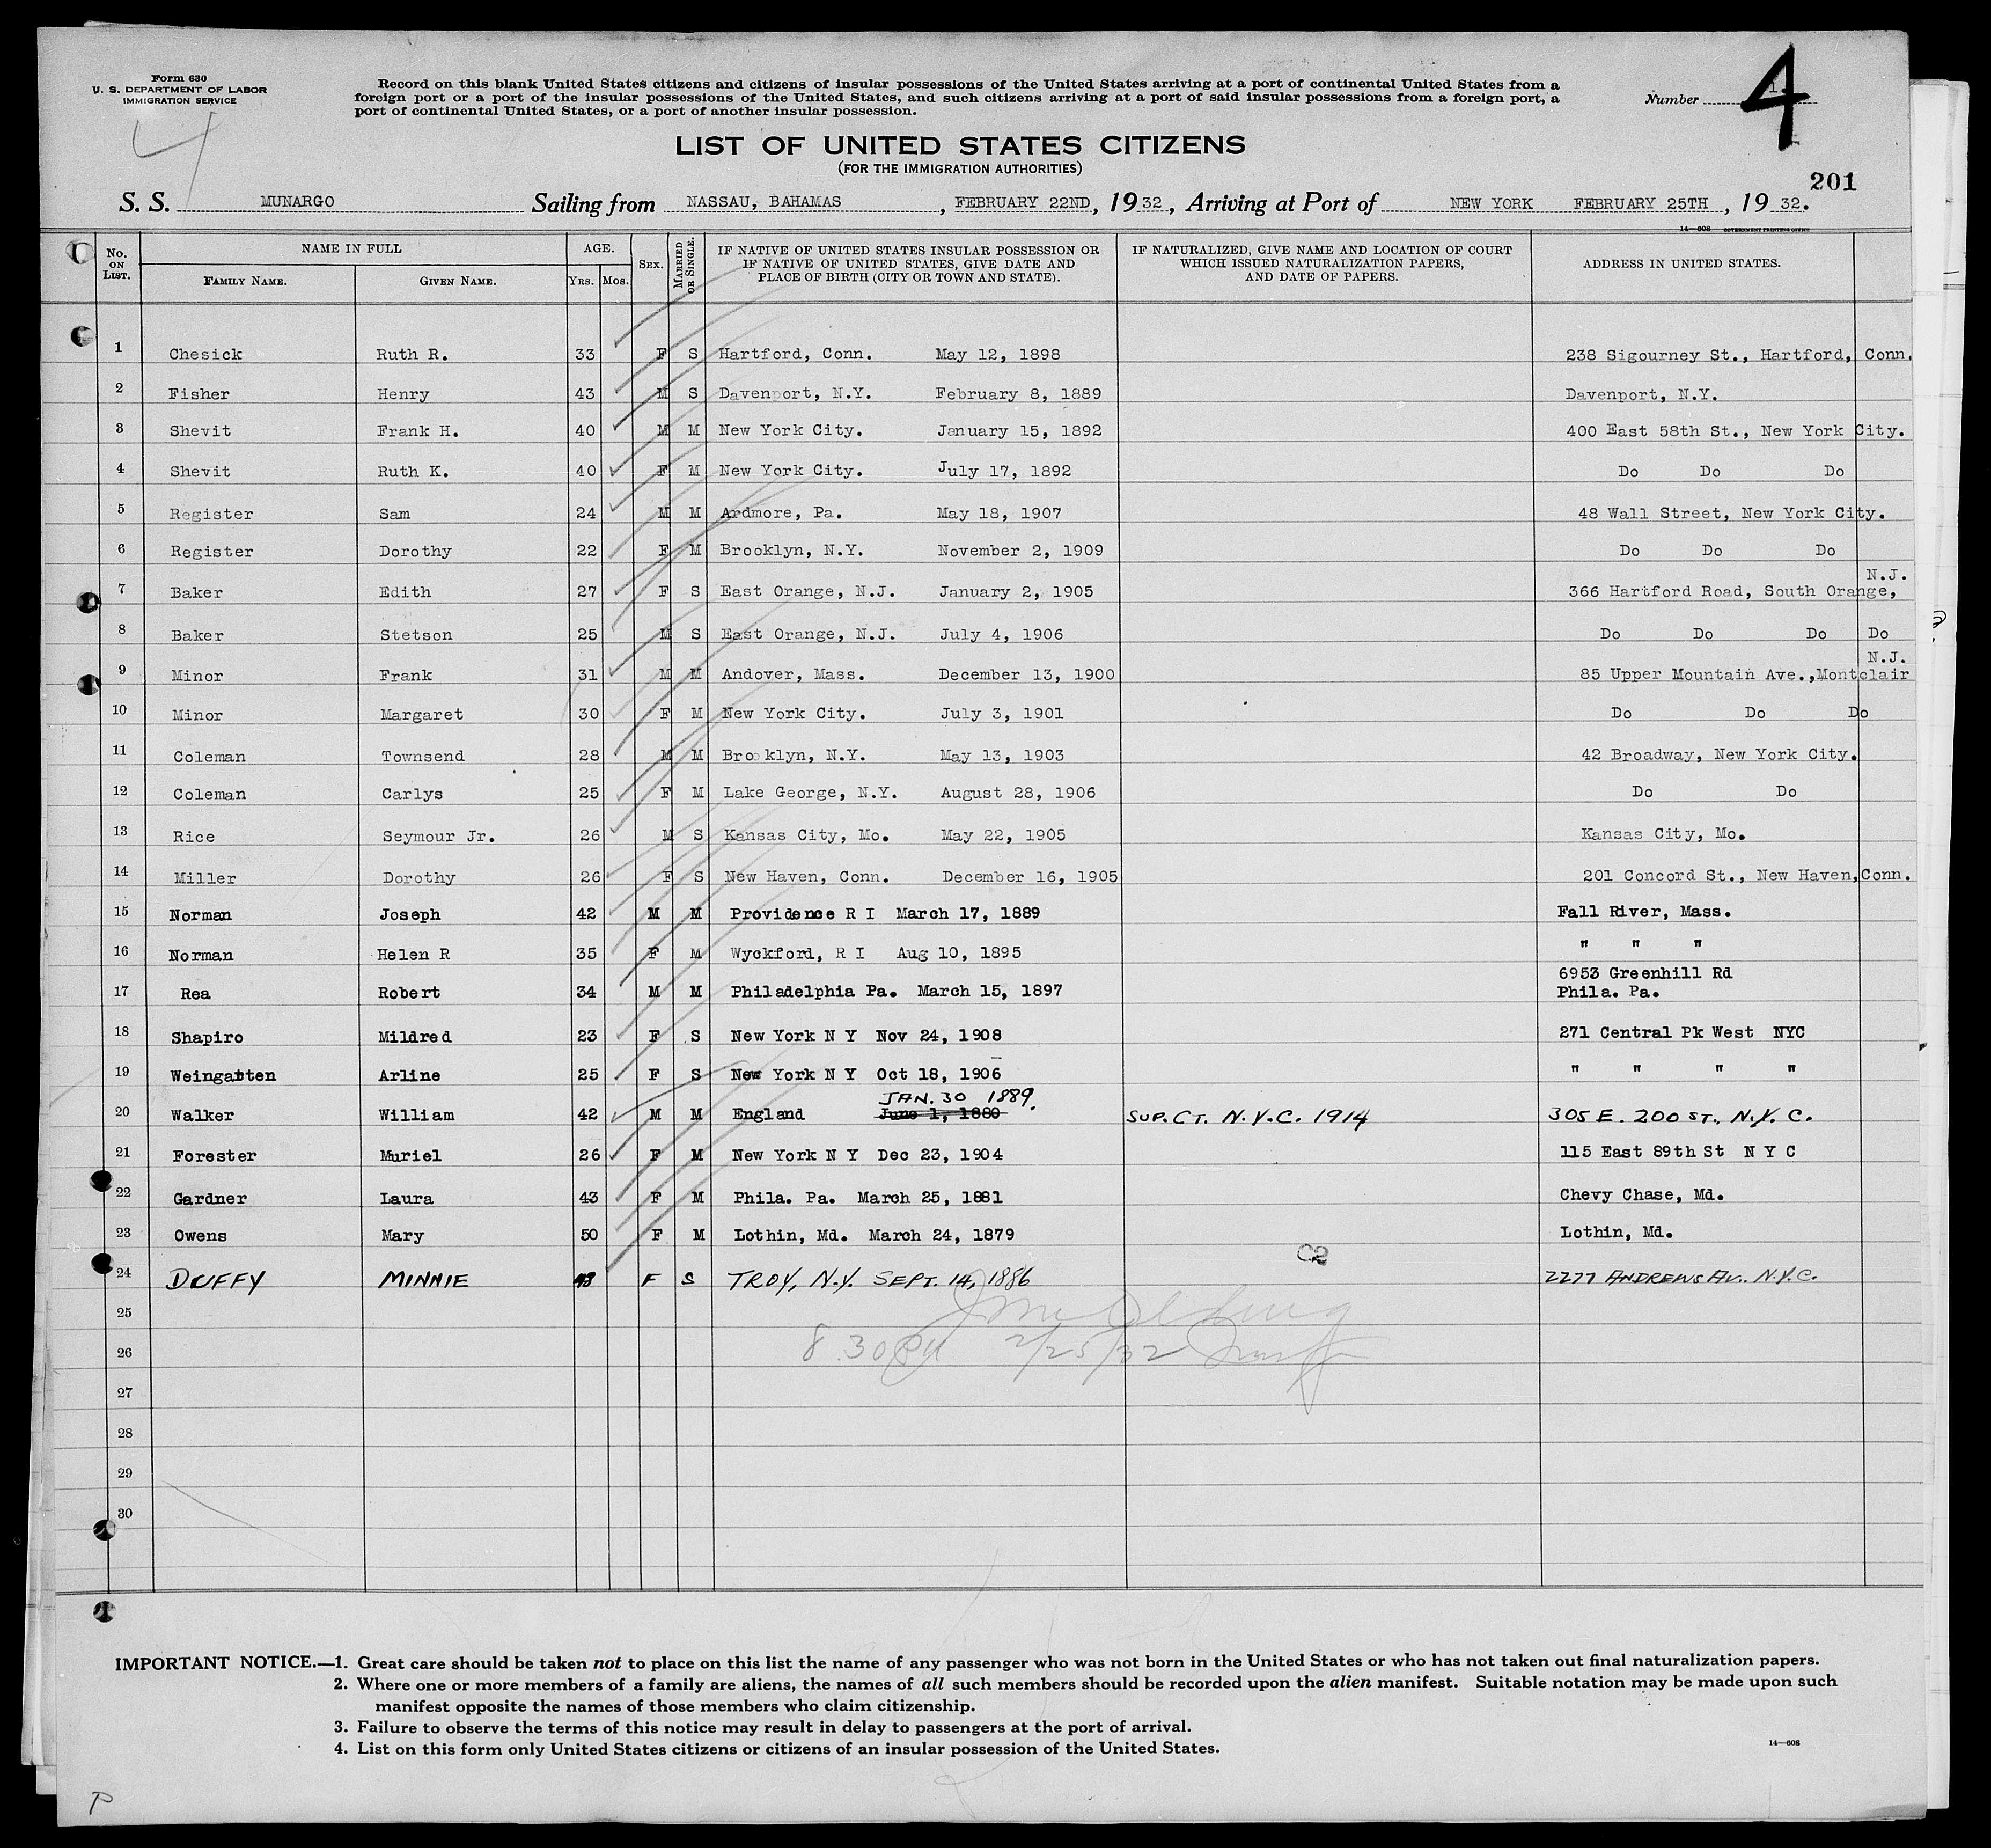 Form 630
U. S. DEPARTMENT OF LABOR
IMMIGRATION SERVICE
Record on this blank United States citizens and citizens of insular possessions of the United States arriving at a port of continental United States from a
foreign port or a port of the insular possessions of the United States, and such citizens arriving at a port of said insular possessions from a foreign port, a
port of continental United States, or a port of another insular possession.
Number 4
LIST OF UNITED STATES CITIZENS
(FOR THE IMMIGRATION AUTHORITIES)
201
S. S. MUNARGO Sailing from NASSAU, BAHAMAS, FEBRUARY 22ND, 1932, Arriving at Port of NEW YORK FEBRUARY 25TH, 1932.
14—608 GOVERNMENT PRINTING OFFICE
No. ON LIST. NAME IN FULL FAMILY NAME. GIVEN NAME. AGE. YRS. MOS. SEX. MARRIED OR SINGLE. IF NATIVE OF UNITED STATES INSULAR POSSESSION OR IF NATIVE OF UNITED STATES, GIVE DATE AND PLACE OF BIRTH (CITY OR TOWN AND STATE). IF NATURALIZED, GIVE NAME AND LOCATION OF COURT WHICH ISSUED NATURALIZATION PAPERS, AND DATE OF PAPERS. ADDRESS IN UNITED STATES.
1 Chesick Ruth R. 33 F S Hartford, Conn. May 12, 1898 238 Sigourney St., Hartford, Conn.
2 Fisher Henry 43 M S Davenport, N.Y. February 8, 1889 Davenport, N.Y.
3 Shevit Frank H. 40 M M New York City. January 15, 1892 400 East 58th St., New York City.
4 Shevit Ruth K. 40 F M New York City. July 17, 1892 Do Do Do
5 Register Sam 24 M M Ardmore, Pa. May 18, 1907 48 Wall Street, New York City.
6 Register Dorothy 22 F M Brooklyn, N.Y. November 2, 1909 Do Do Do
7 Baker Edith 27 F S East Orange, N.J. January 2, 1905 366 Hartford Road, South Orange, N.J.
8 Baker Stetson 25 M S East Orange, N.J. July 4, 1906 Do Do Do Do
9 Minor Frank 31 M M Andover, Mass. December 13, 1900 85 Upper Mountain Ave.,Montclair N.J.
10 Minor Margaret 30 F M New York City. July 3, 1901 Do Do Do
11 Coleman Townsend 28 M M Brooklyn, N.Y. May 13, 1903 42 Broadway, New York City.
12 Coleman Carlys 25 F M Lake George, N.Y. August 28, 1906 Do Do
13 Rice Seymour Jr. 26 M S Kansas City, Mo. May 22, 1905 Kansas City, Mo.
14 Miller Dorothy 26 F S New Haven, Conn. December 16, 1905 201 Concord St., New Haven,Conn.
15 Norman Joseph 42 M M Providence R I March 17, 1889 Fall River, Mass.
16 Norman Helen R 35 F M Wyckford, R I Aug 10, 1895 " " "
17 Rea Robert 34 M M Philadelphia Pa. March 15, 1897 6953 Greenhill Rd Phila. Pa.
18 Shapiro Mildred 23 F S New York N Y Nov 24, 1908 271 Central Pk West NYC
19 Weingarten Arline 25 F S New York N Y Oct 18, 1906 " " " "
20 Walker William 42 M M England June 1, 1880 JAN. 30 1889. SUP. CT. N.Y.C. 1914 305 E. 200 ST., N.Y.C.
21 Forester Muriel 26 F M New York N Y Dec 23, 1904 115 East 89th St N Y C
22 Gardner Laura 43 F M Phila. Pa. March 25, 1881 Chevy Chase, Md.
23 Owens Mary 50 F M Lothin, Md. March 24, 1879 Lothin, Md.
C2
24 DUFFY MINNIE F S TROY, N.Y. SEPT. 14, 1886 2277 ANDREWS AV. N.Y.C.
25
26 8.30 PM 2/25/32
27
28
29
30
IMPORTANT NOTICE.—1. Great care should be taken not to place on this list the name of any passenger who was not born in the United States or who has not taken out final naturalization papers.
2. Where one or more members of a family are aliens, the names of all such members should be recorded upon the alien manifest. Suitable notation may be made upon such
manifest opposite the names of those members who claim citizenship.
3. Failure to observe the terms of this notice may result in delay to passengers at the port of arrival.
4. List on this form only United States citizens or citizens of an insular possession of the United States.
14—608
P